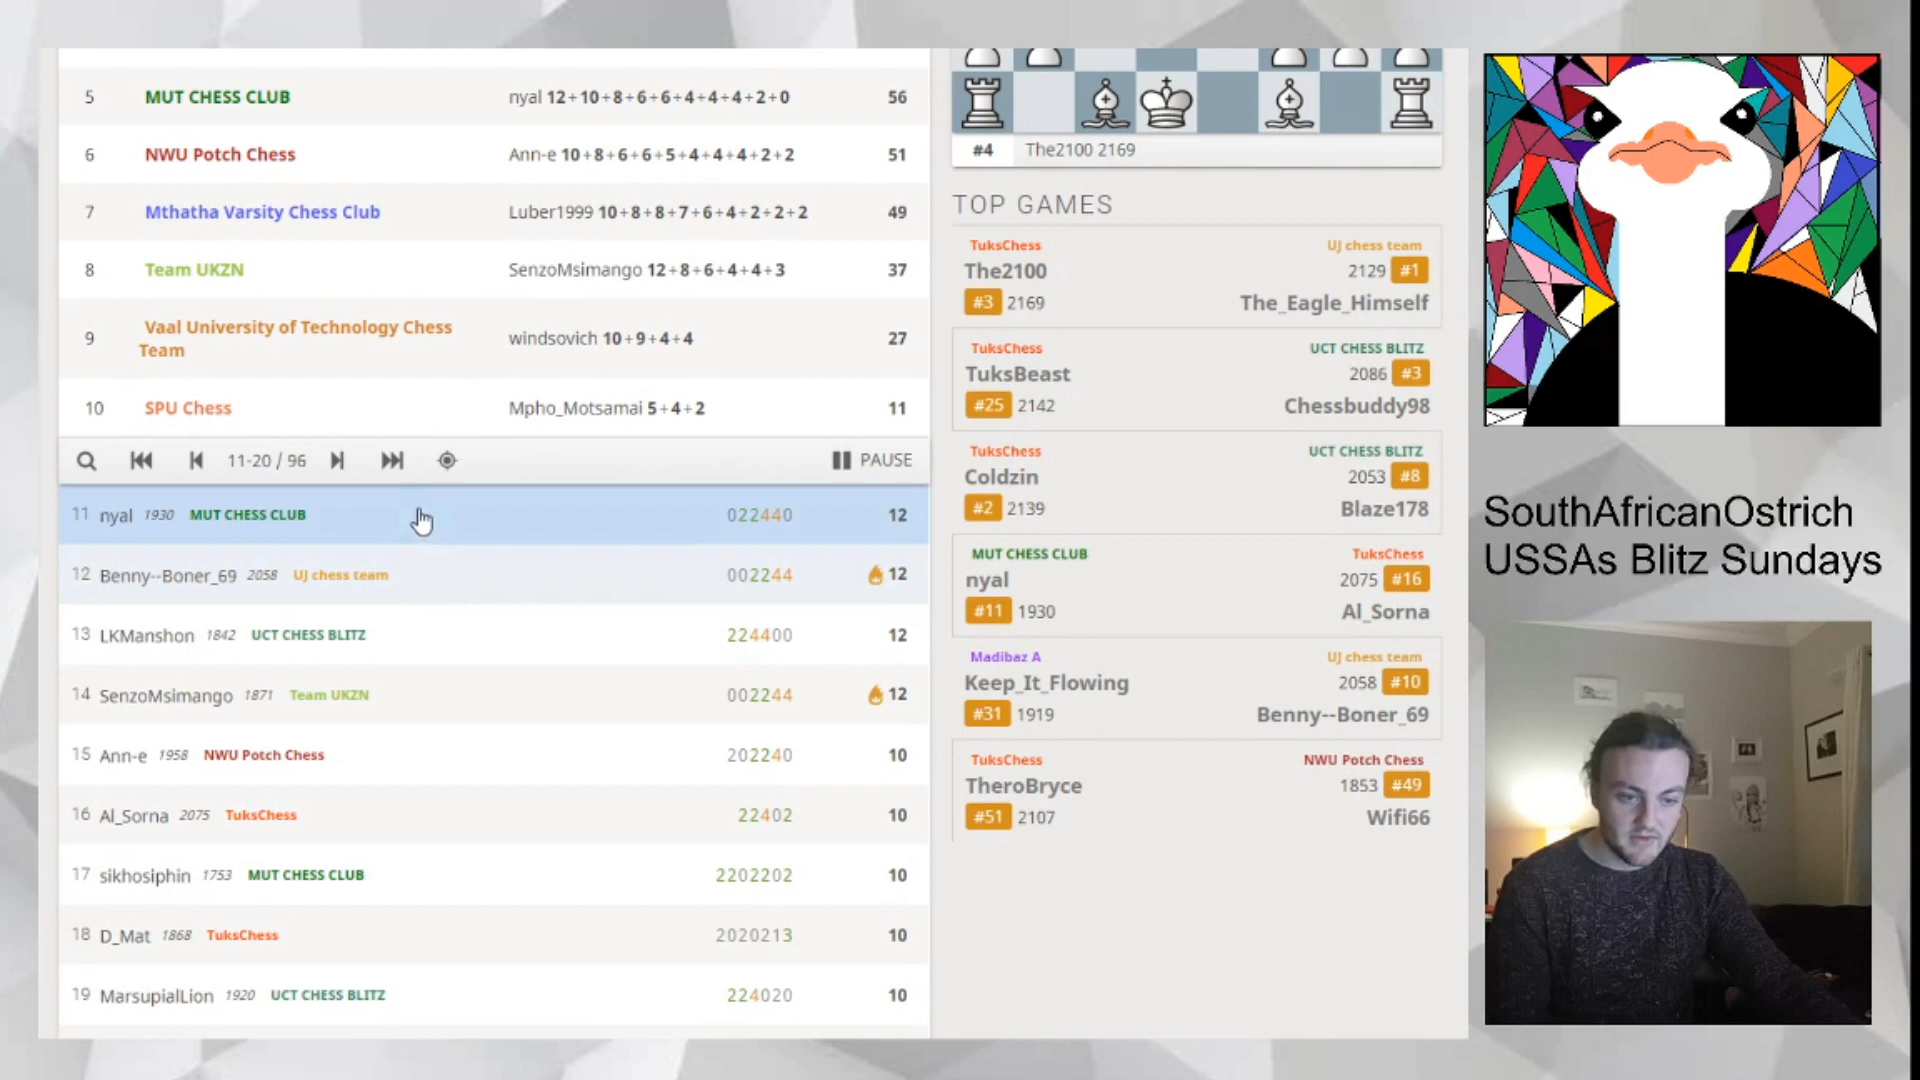 5 MUT CHESS CLUB nyal 12+10+8+6+6+4+4+4+2+0 56
6 NWU Potch Chess Ann-e 10+8+6+6+5+4+4+4+2+2 51
7 Mthatha Varsity Chess Club Luber1999 10+8+8+7+6+4+2+2+2 49
8 Team UKZN SenzoMsimango 12+8+6+4+4+3 37
9 Vaal University of Technology Chess Team windsovich 10+9+4+4 27
10 SPU Chess Mpho_Motsamai 5+4+2 11
11-20 / 96 PAUSE
11 nyal 1930 MUT CHESS CLUB 022440 12
12 Benny--Boner_69 2058 UJ chess team 002244 12
13 LKManshon 1842 UCT CHESS BLITZ 224400 12
14 SenzoMsimango 1871 Team UKZN 002244 12
15 Ann-e 1958 NWU Potch Chess 202240 10
16 Al_Sorna 2075 TuksChess 22402 10
17 sikhosiphin 1753 MUT CHESS CLUB 2202202 10
18 D_Mat 1868 TuksChess 2020213 10
19 MarsupialLion 1920 UCT CHESS BLITZ 224020 10
#4 The2100 2169
TOP GAMES
TuksChess UJ chess team
The2100 2129 #1
#3 2169 The_Eagle_Himself
TuksChess UCT CHESS BLITZ
TuksBeast 2086 #3
#25 2142 Chessbuddy98
TuksChess UCT CHESS BLITZ
Coldzin 2053 #8
#2 2139 Blaze178
MUT CHESS CLUB TuksChess
nyal 2075 #16
#11 1930 Al_Sorna
Madibaz A UJ chess team
Keep_It_Flowing 2058 #10
#31 1919 Benny--Boner_69
TuksChess NWU Potch Chess
TheroBryce 1853 #49
#51 2107 Wifi66
SouthAfricanOstrich
USSAs Blitz Sundays